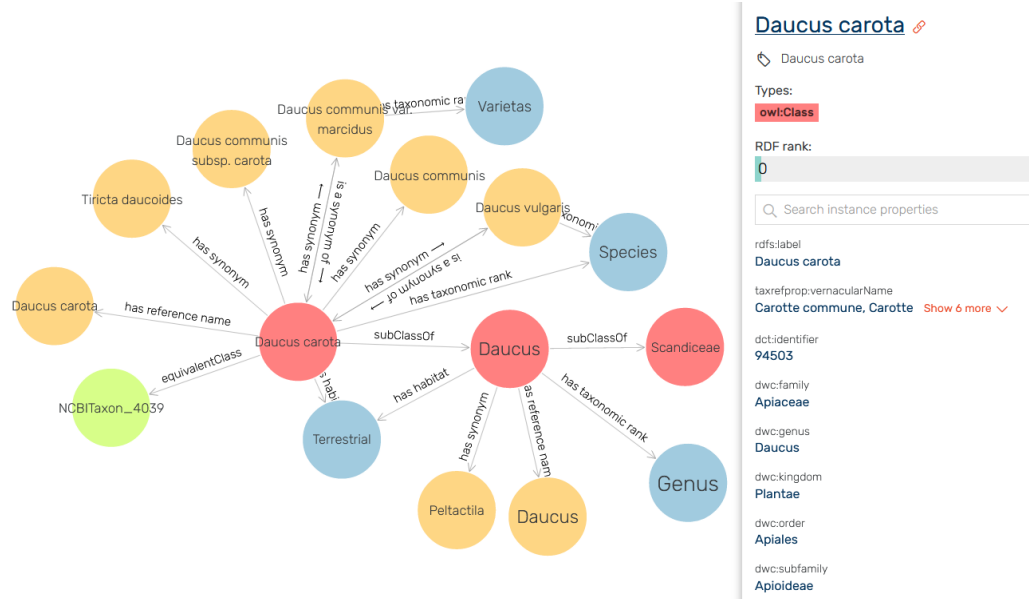 Daucus communis var.
marcidus
as taxonomic ra
Varietas
Daucus communis
subsp. carota
Daucus communis
Tiricta daucoides
Daucus vulgaris
Species
has synonym
has synonym
has synonym →
is a synonym of →
has synonym
has synonym →
is a synonym of →
has taxonomic rank
Daucus carota
has reference name
Daucus carota
subClassOf
Daucus
subClassOf
Scandiceae
equivalentClass
NCBITaxon_4039
has habitat
Terrestrial
has synonym
as reference nam
has taxonomic rank
Peltactila
Daucus
Genus
Daucus carota
Daucus carota
Types:
owl:Class
RDF rank:
0
Search instance properties
rdfs:label
Daucus carota
taxrefprop:vernacularName
Carotte commune, Carotte Show 6 more
dct:identifier
94503
dwc:family
Apiaceae
dwc:genus
Daucus
dwc:kingdom
Plantae
dwc:order
Apiales
dwc:subfamily
Apioideae